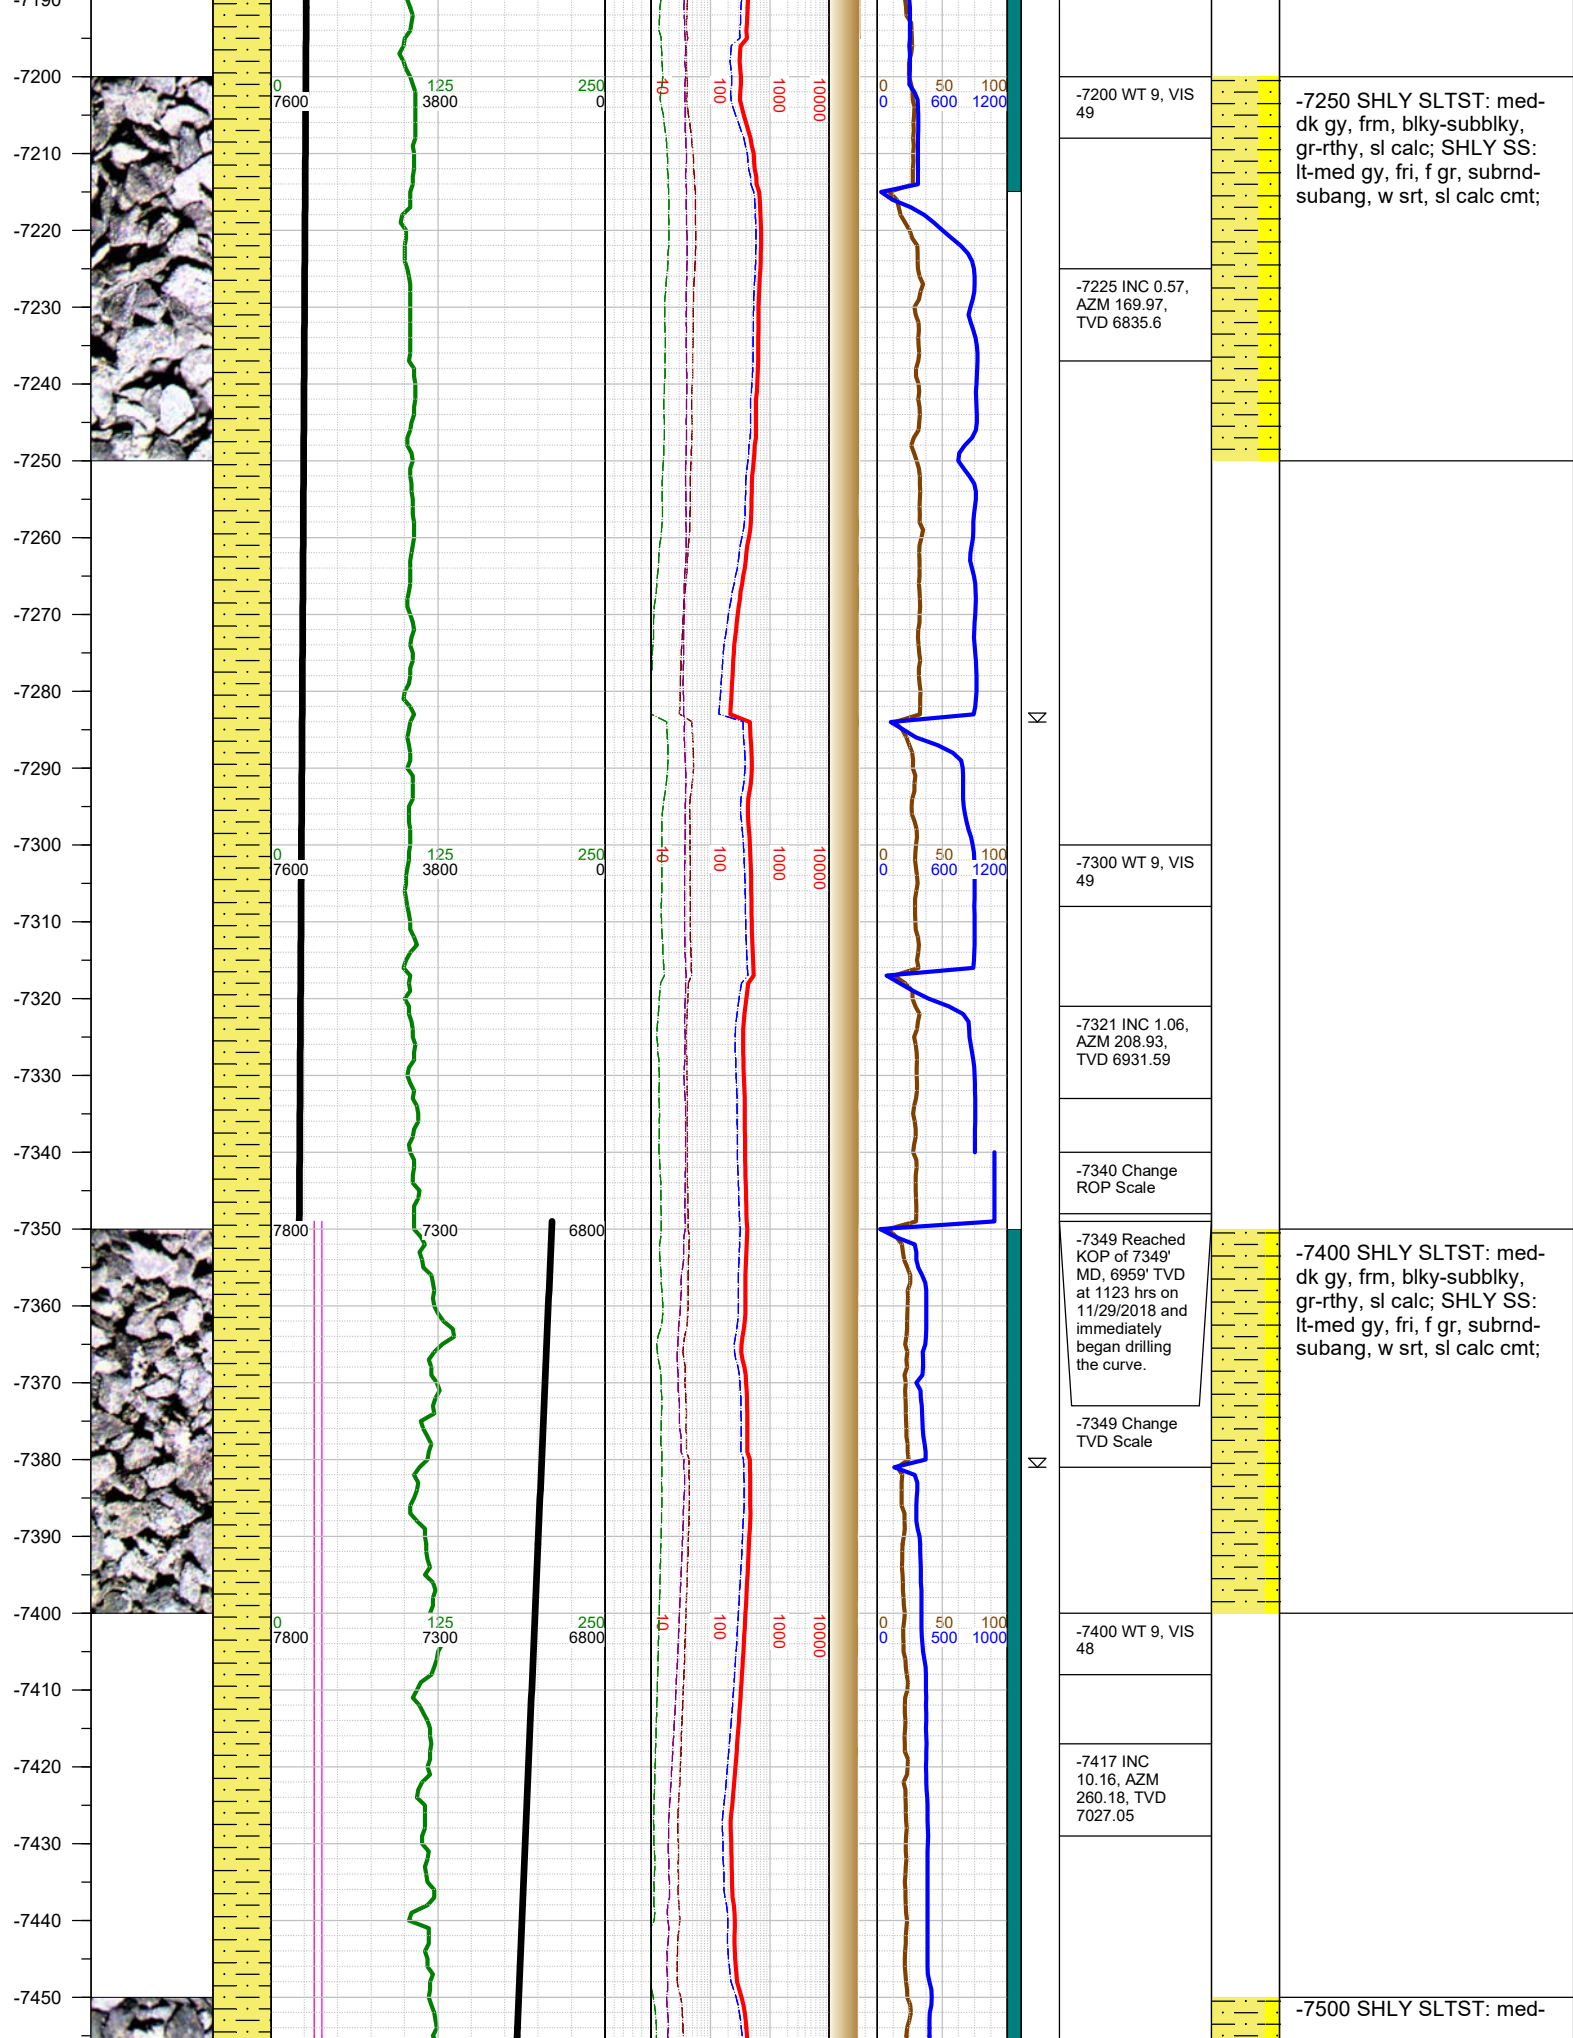 -7190
-7200
0 125 250
7600 3800 0
10 100 1000 10000
0 50 100
0 600 1200
-7200 WT 9, VIS
49
-7250 SHLY SLTST: med-
dk gy, frm, blky-subblky,
gr-rthy, sl calc; SHLY SS:
lt-med gy, fri, f gr, subrnd-
subang, w srt, sl calc cmt;
-7210
-7220
-7225 INC 0.57,
AZM 169.97,
TVD 6835.6
-7230
-7240
-7250
-7260
-7270
-7280
-7290
-7300
0 125 250
7600 3800 0
10 100 1000 10000
0 50 100
0 600 1200
-7300 WT 9, VIS
49
-7310
-7320
-7321 INC 1.06,
AZM 208.93,
TVD 6931.59
-7330
-7340
-7340 Change
ROP Scale
-7350
7800 7300 6800
-7349 Reached
KOP of 7349'
MD, 6959' TVD
at 1123 hrs on
11/29/2018 and
immediately
began drilling
the curve.
-7400 SHLY SLTST: med-
dk gy, frm, blky-subblky,
gr-rthy, sl calc; SHLY SS:
lt-med gy, fri, f gr, subrnd-
subang, w srt, sl calc cmt;
-7360
-7370
-7349 Change
TVD Scale
-7380
-7390
-7400
0 125 250
7800 7300 6800
10 100 1000 10000
0 50 100
0 500 1000
-7400 WT 9, VIS
48
-7410
-7420
-7417 INC
10.16, AZM
260.18, TVD
7027.05
-7430
-7440
-7450
-7500 SHLY SLTST: med-